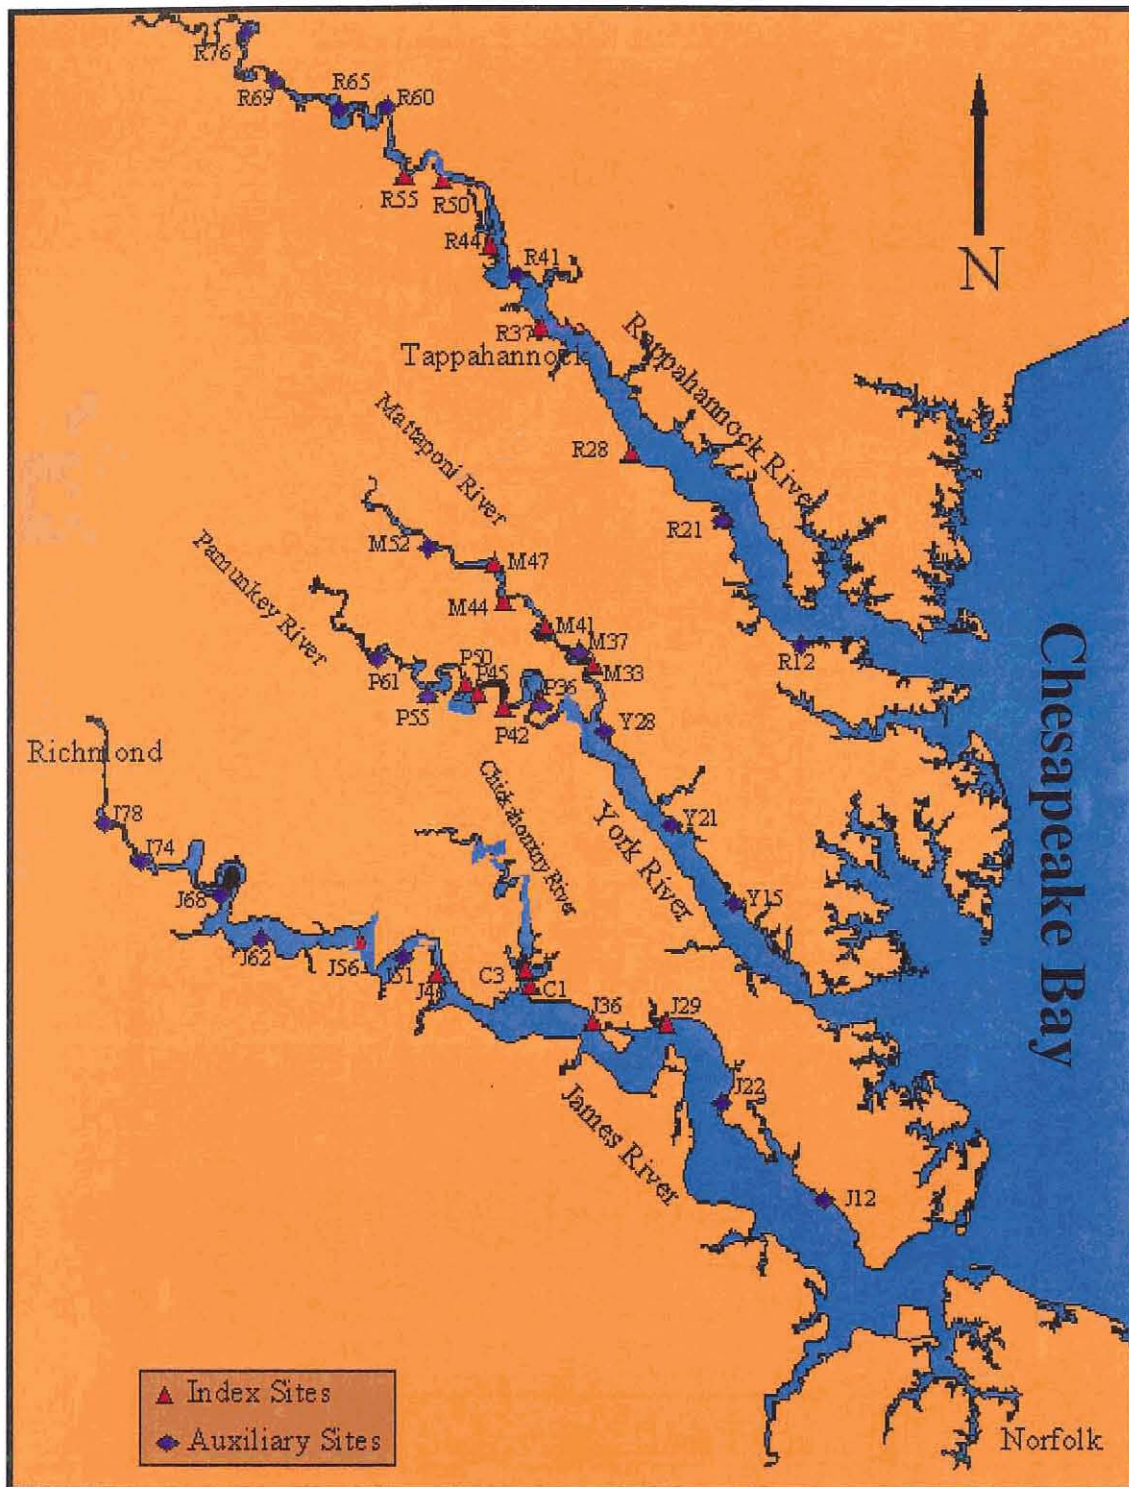 R76
R69
R65
R60
R55
R50
R44
R41
R37
Tappahannock
Rappahannock River
N
Mattaponi River
R28
R21
M52
M47
Pamunkey River
M44
M41
M37
M33
R12
P61
P50
P45
P55
P42
P36
Y28
Chesapeake Bay
Richmond
Chickahominy River
J78
Y21
J74
York River
J68
Y15
J62
J56
J51
J48
C3
C1
J36
J29
J22
James River
J12
Index Sites
Auxiliary Sites
Norfolk